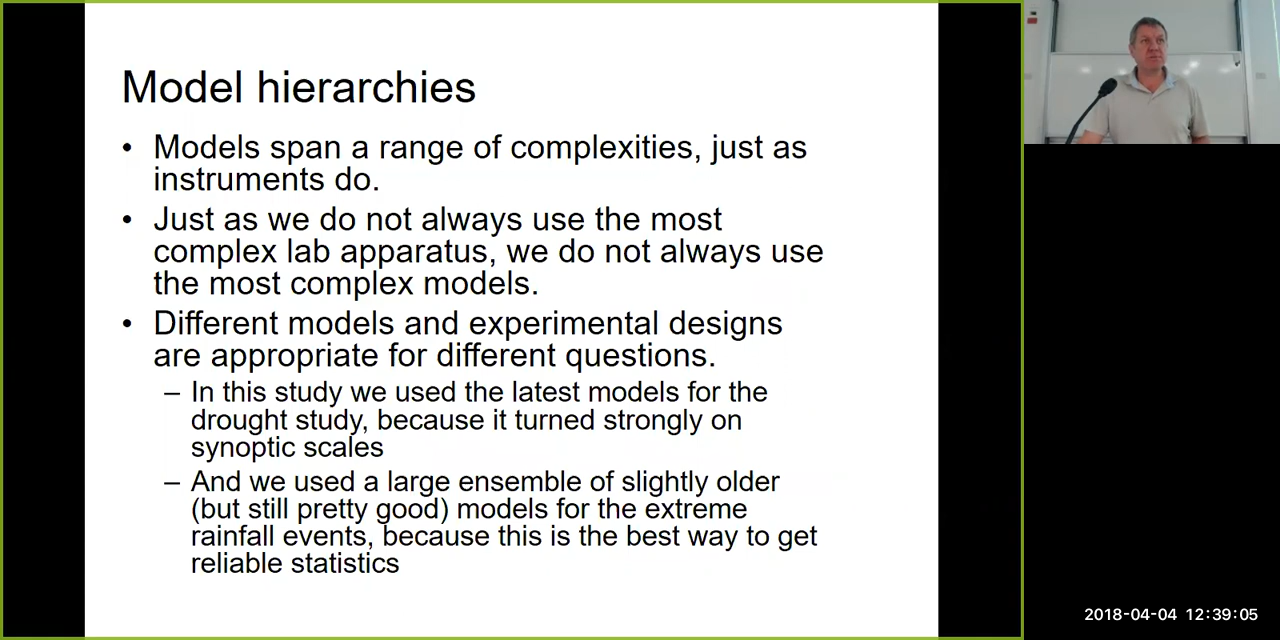 Model hierarchies
• Models span a range of complexities, just as
instruments do.
• Just as we do not always use the most
complex lab apparatus, we do not always use
the most complex models.
• Different models and experimental designs
are appropriate for different questions.
– In this study we used the latest models for the
drought study, because it turned strongly on
synoptic scales
– And we used a large ensemble of slightly older
(but still pretty good) models for the extreme
rainfall events, because this is the best way to get
reliable statistics
2018-04-04 12:39:05